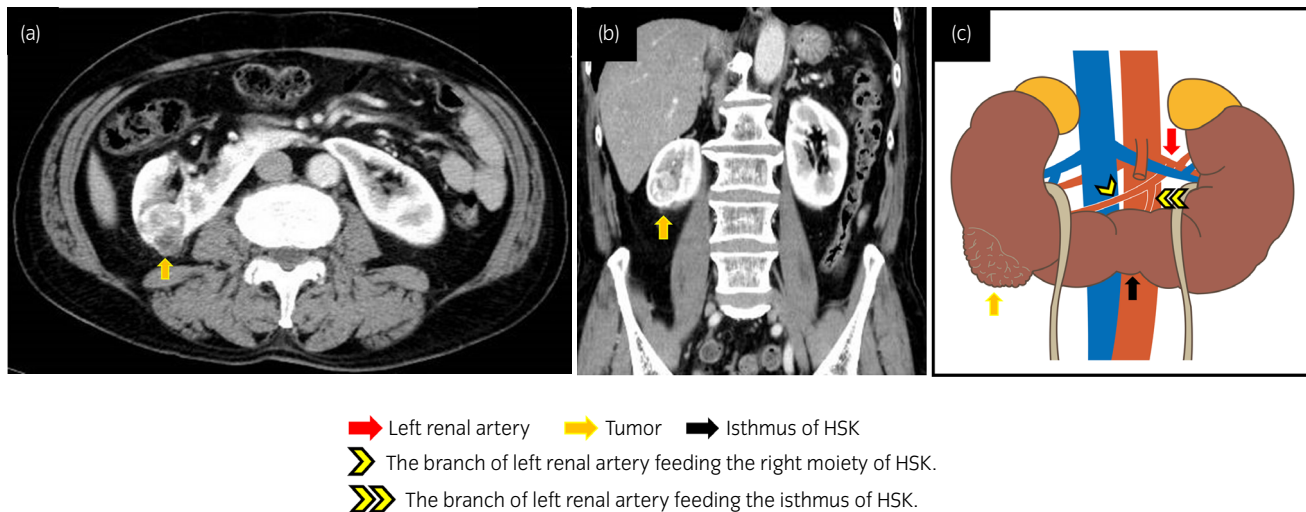 (a)
(b)
(c)
Left renal artery
Tumor
Isthmus of HSK
The branch of left renal artery feeding the right moiety of HSK.
The branch of left renal artery feeding the isthmus of HSK.